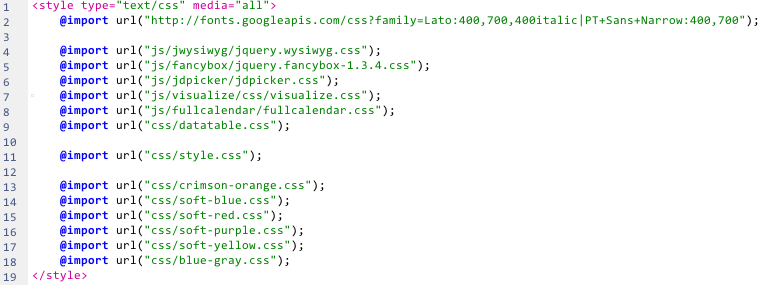 1 <style type="text/css" media="all">
2 @import url("http://fonts.googleapis.com/css?family=Lato:400,700,400italic|PT+Sans+Narrow:400,700");
3
4 @import url("js/jwysiwyg/jquery.wysiwyg.css");
5 @import url("js/fancybox/jquery.fancybox-1.3.4.css");
6 @import url("js/jdpicker/jdpicker.css");
7 @import url("js/visualize/css/visualize.css");
8 @import url("js/fullcalendar/fullcalendar.css");
9 @import url("css/datatable.css");
10
11 @import url("css/style.css");
12
13 @import url("css/crimson-orange.css");
14 @import url("css/soft-blue.css");
15 @import url("css/soft-red.css");
16 @import url("css/soft-purple.css");
17 @import url("css/soft-yellow.css");
18 @import url("css/blue-gray.css");
19 </style>